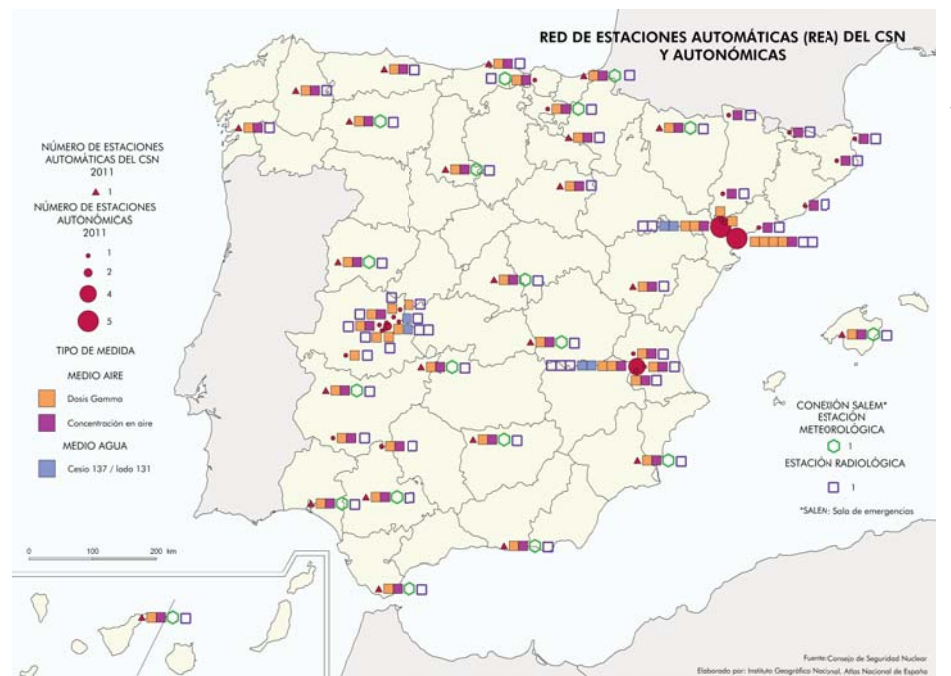 RED DE ESTACIONES AUTOMÁTICAS (REA) DEL CSN
Y AUTONÓMICAS
NÚMERO DE ESTACIONES
AUTOMÁTICAS DEL CSN
2011
1
NÚMERO DE ESTACIONES
AUTONÓMICAS
2011
1
2
4
5
TIPO DE MEDIDA
MEDIO AIRE
Dosis Gamma
Concentración en aire
MEDIO AGUA
Cesio 137 / Iodo 131
0 100 200 km
CONEXIÓN SALEM*
ESTACIÓN
METEOROLÓGICA
1
ESTACIÓN RADIOLÓGICA
1
*SALEN: Sala de emergencias
Fuente: Consejo de Seguridad Nuclear
Elaborado por: Instituto Geográfico Nacional. Atlas Nacional de España